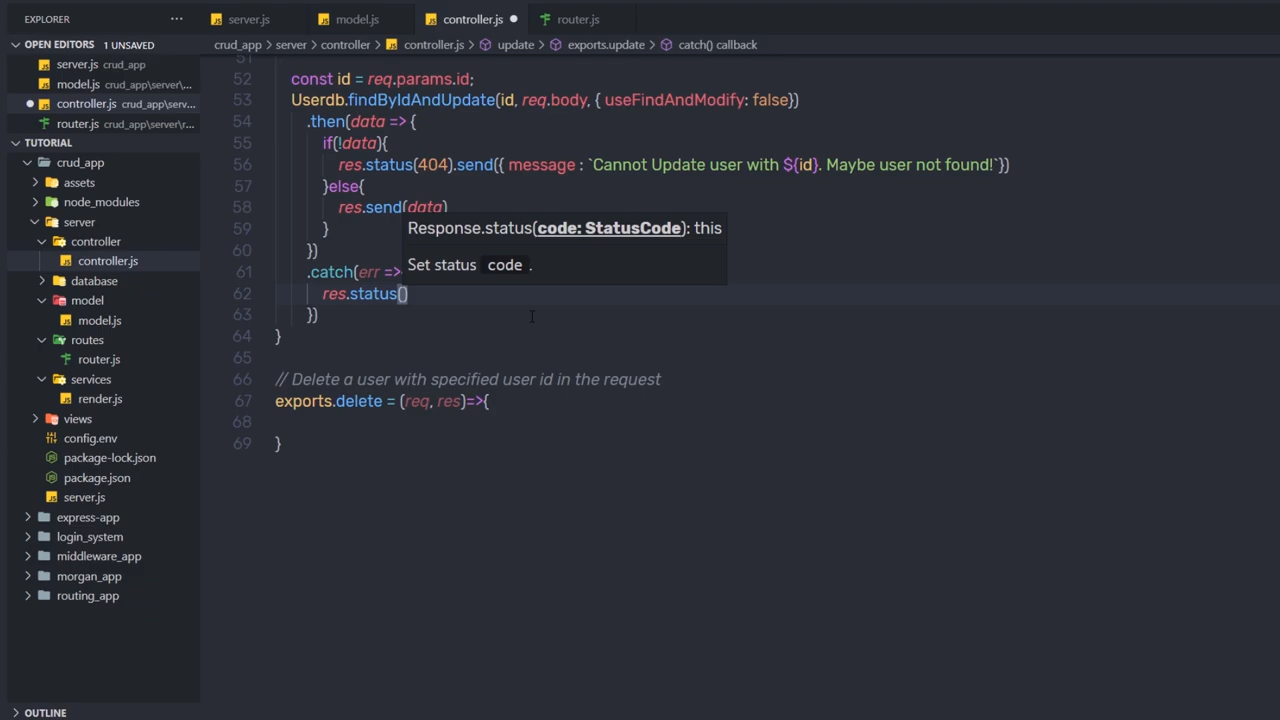 EXPLORER ···
server.js model.js controller.js router.js
OPEN EDITORS 1 UNSAVED
crud_app > server > controller > controller.js > update > exports.update > catch() callback
server.js crud_app
model.js crud_app\server\...
controller.js crud_app\serv...
router.js crud_app\server\r...
TUTORIAL
crud_app
assets
node_modules
server
controller
controller.js
database
model
model.js
routes
router.js
services
render.js
views
config.env
package-lock.json
package.json
server.js
express-app
login_system
middleware_app
morgan_app
routing_app
OUTLINE
51
52 const id = req.params.id;
53 Userdb.findByIdAndUpdate(id, req.body, { useFindAndModify: false})
54 .then(data => {
55 if(!data){
56 res.status(404).send({ message : `Cannot Update user with ${id}. Maybe user not found!`})
57 }else{
58 res.send(data)
59 }
60 })
61 .catch(err =>
62 res.status()
63 })
64 }
65
66 // Delete a user with specified user id in the request
67 exports.delete = (req, res)=>{
68
69 }
Response.status(code: StatusCode): this
Set status code .